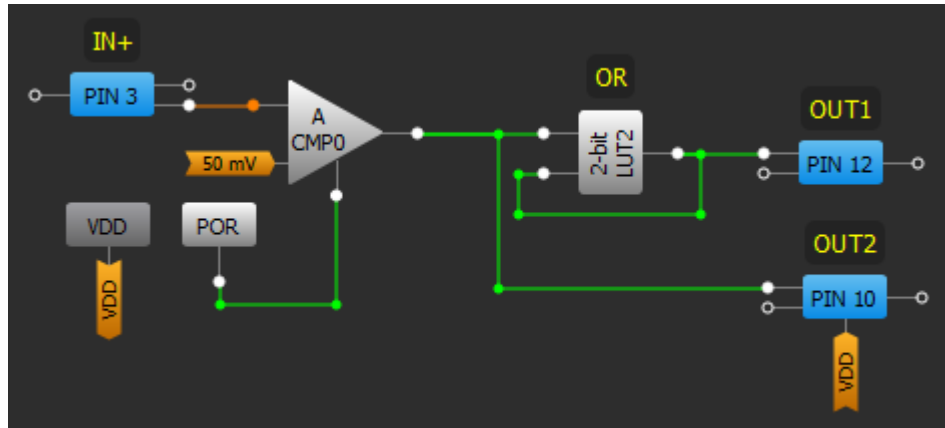 IN+
PIN 3
A
CMP0
50 mV
VDD
VDD
POR
OR
2-bit
LUT2
OUT1
PIN 12
OUT2
PIN 10
VDD